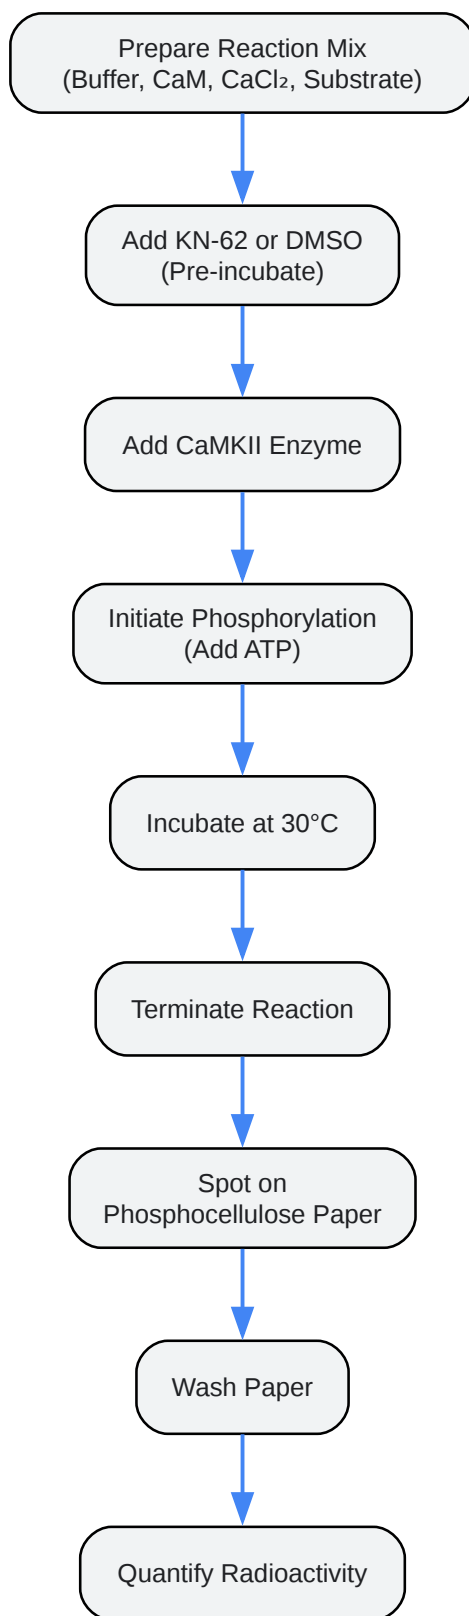 Prepare Reaction Mix
(Buffer, CaM, CaCl₂, Substrate)
Add KN-62 or DMSO
(Pre-incubate)
Add CaMKII Enzyme
Initiate Phosphorylation
(Add ATP)
Incubate at 30°C
Terminate Reaction
Spot on
Phosphocellulose Paper
Wash Paper
Quantify Radioactivity